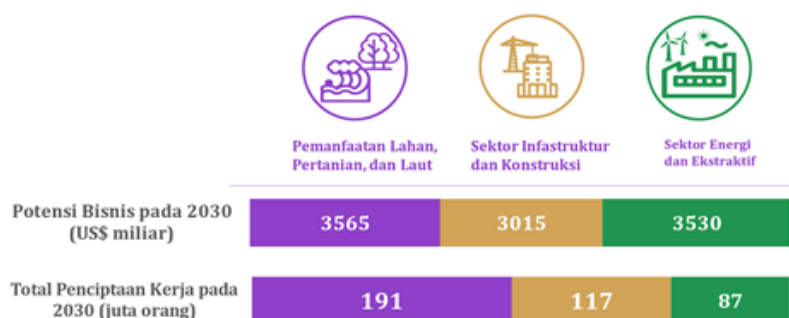 Pemanfaatan Lahan,
Pertanian, dan Laut
Sektor Infastruktur
dan Konstruksi
Sektor Energi
dan Ekstraktif
Potensi Bisnis pada 2030
(US$ miliar)
3565
3015
3530
Total Penciptaan Kerja pada
2030 (juta orang)
191
117
87